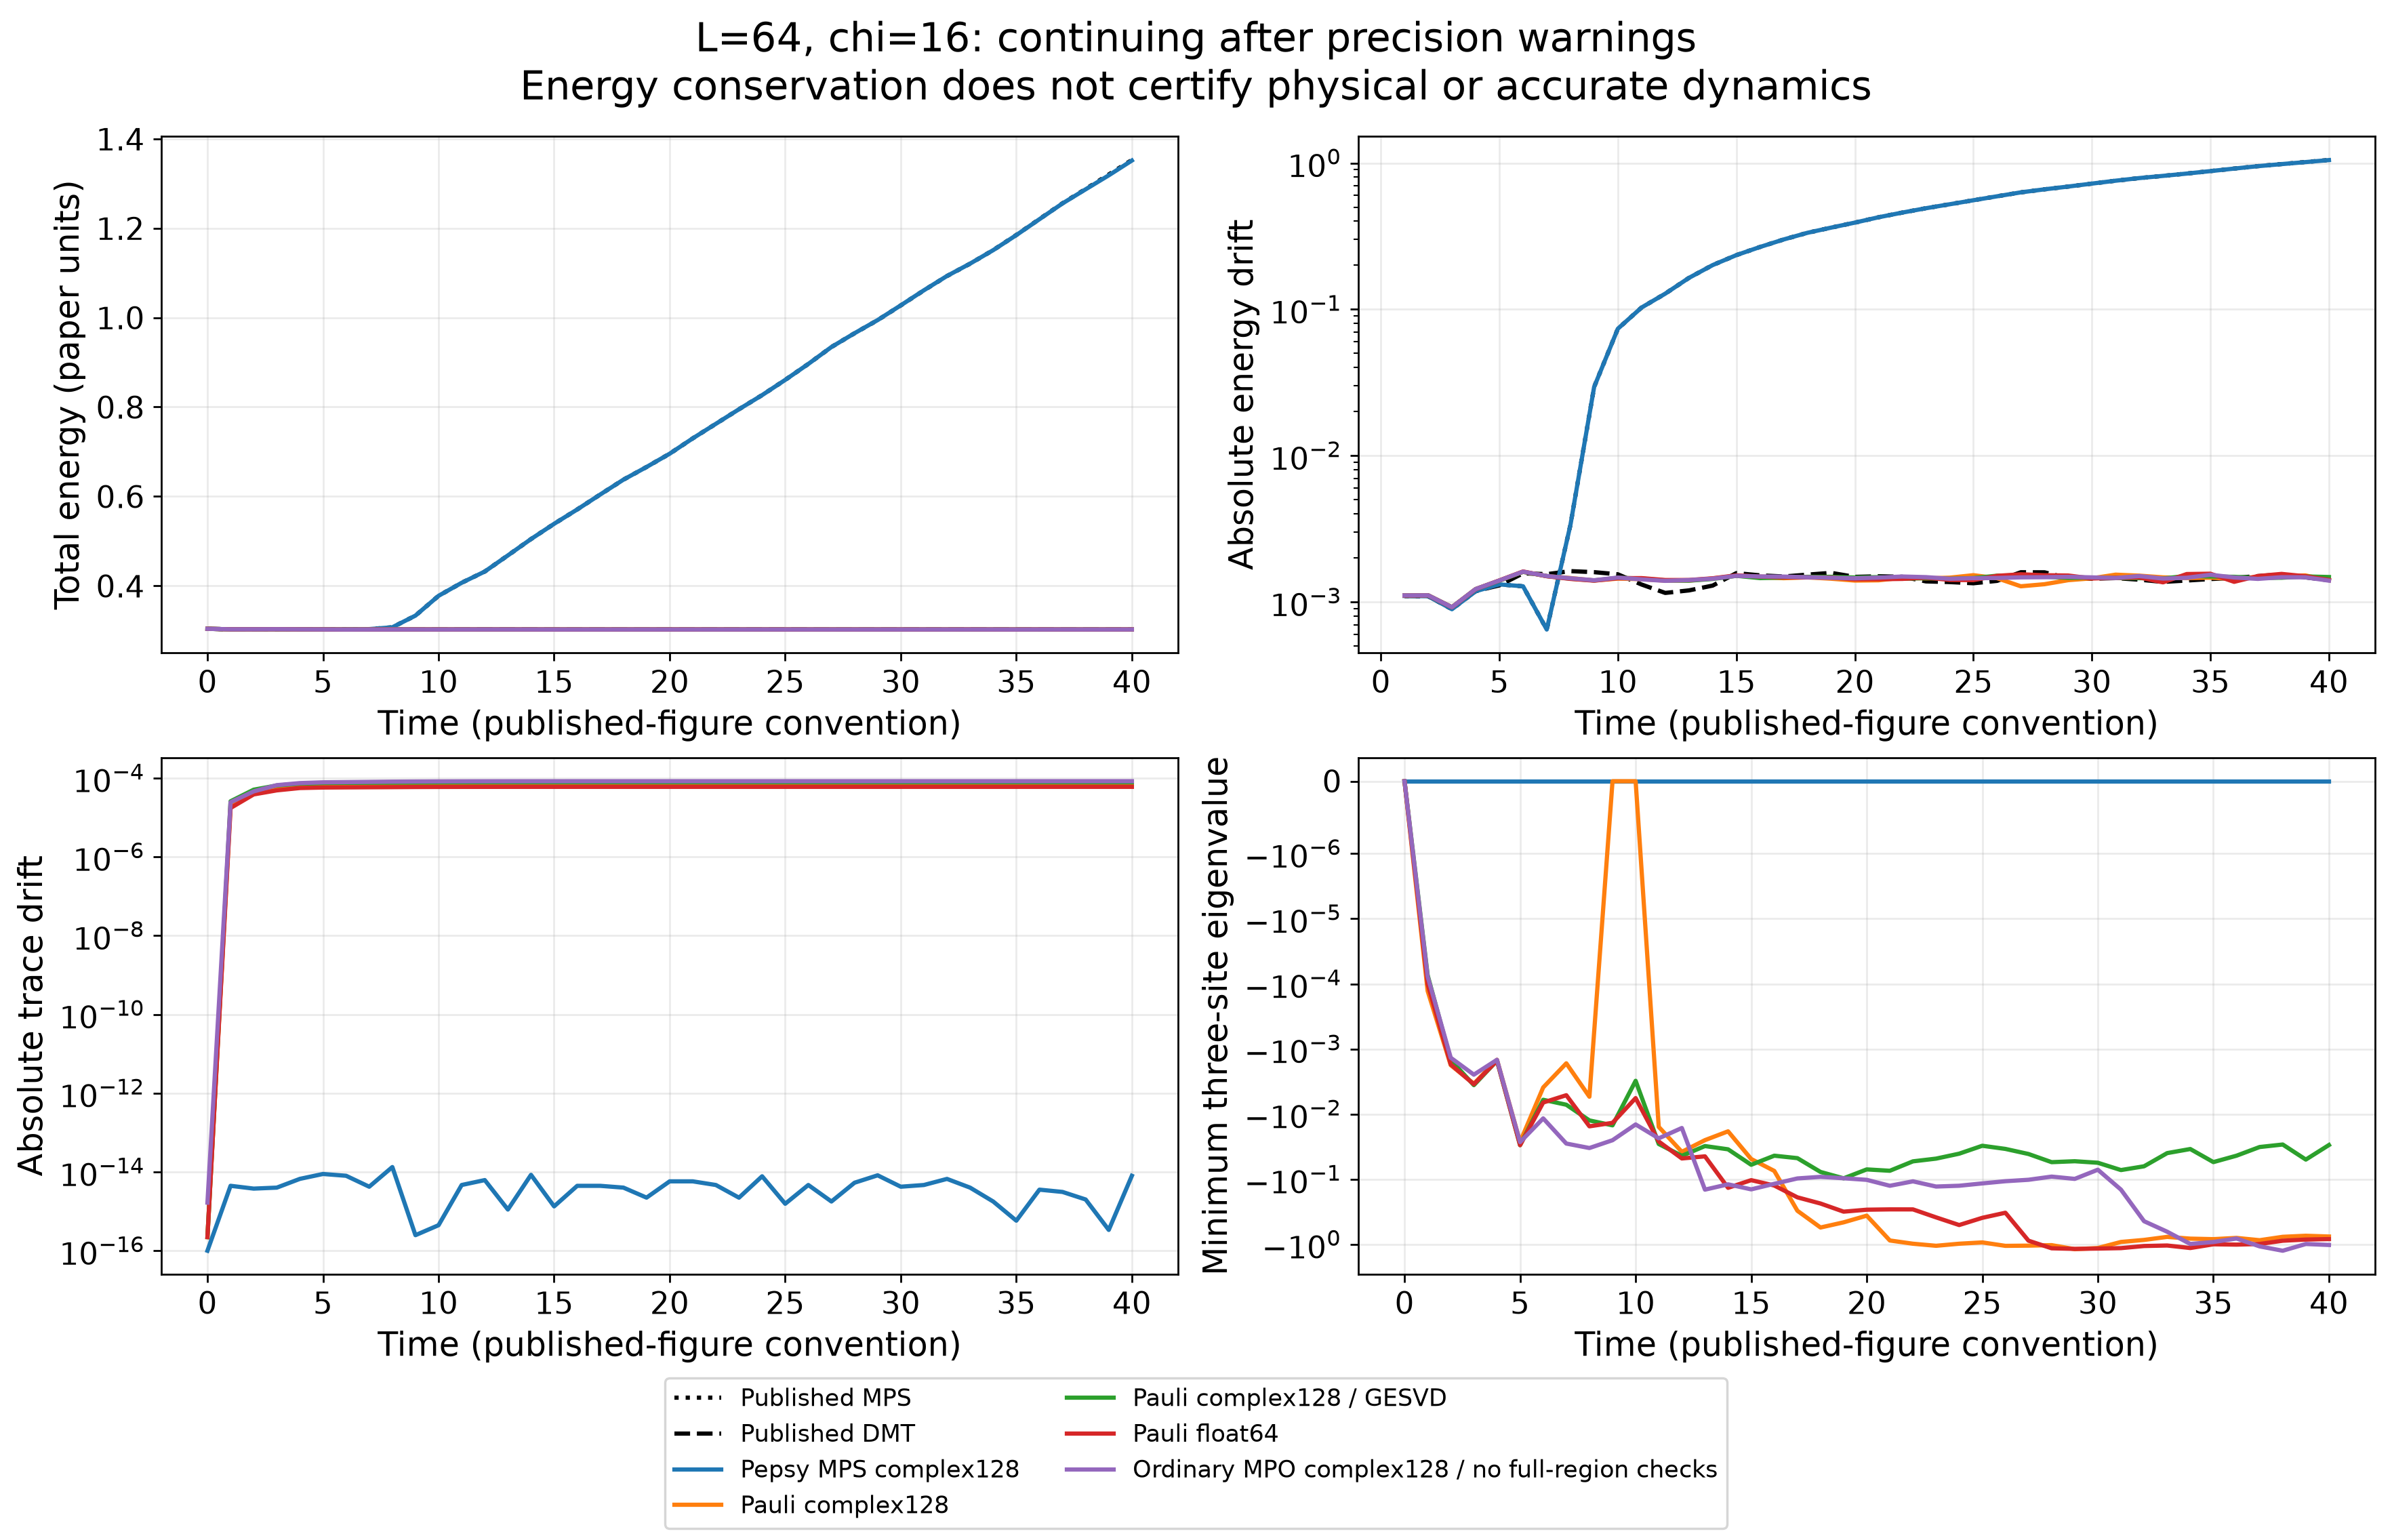 L=64, chi=16: continuing after precision warnings
Energy conservation does not certify physical or accurate dynamics
Total energy (paper units)
1.4
1.2
1.0
0.8
0.6
0.4
0 5 10 15 20 25 30 35 40
Time (published-figure convention)
Absolute energy drift
10⁰
10⁻¹
10⁻²
10⁻³
0 5 10 15 20 25 30 35 40
Time (published-figure convention)
Absolute trace drift
10⁻⁴
10⁻⁶
10⁻⁸
10⁻¹⁰
10⁻¹²
10⁻¹⁴
10⁻¹⁶
0 5 10 15 20 25 30 35 40
Time (published-figure convention)
Minimum three-site eigenvalue
0
−10⁻⁶
−10⁻⁵
−10⁻⁴
−10⁻³
−10⁻²
−10⁻¹
−10⁰
0 5 10 15 20 25 30 35 40
Time (published-figure convention)
Published MPS
Published DMT
Pepsy MPS complex128
Pauli complex128
Pauli complex128 / GESVD
Pauli float64
Ordinary MPO complex128 / no full-region checks